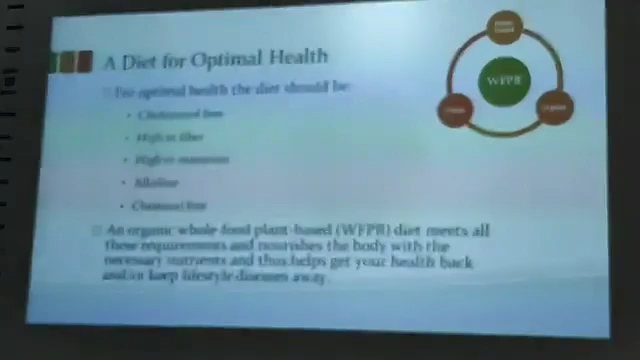 A Diet for Optimal Health
For optimal health the diet should be:
Cholesterol free
High in fiber
High in nutrients
Alkaline
Chemical free
An organic whole food plant-based (WFPB) diet meets all
these requirements and nourishes the body with the
necessary nutrients and thus helps get your health back
and/or keep lifestyle diseases away.
WFPB